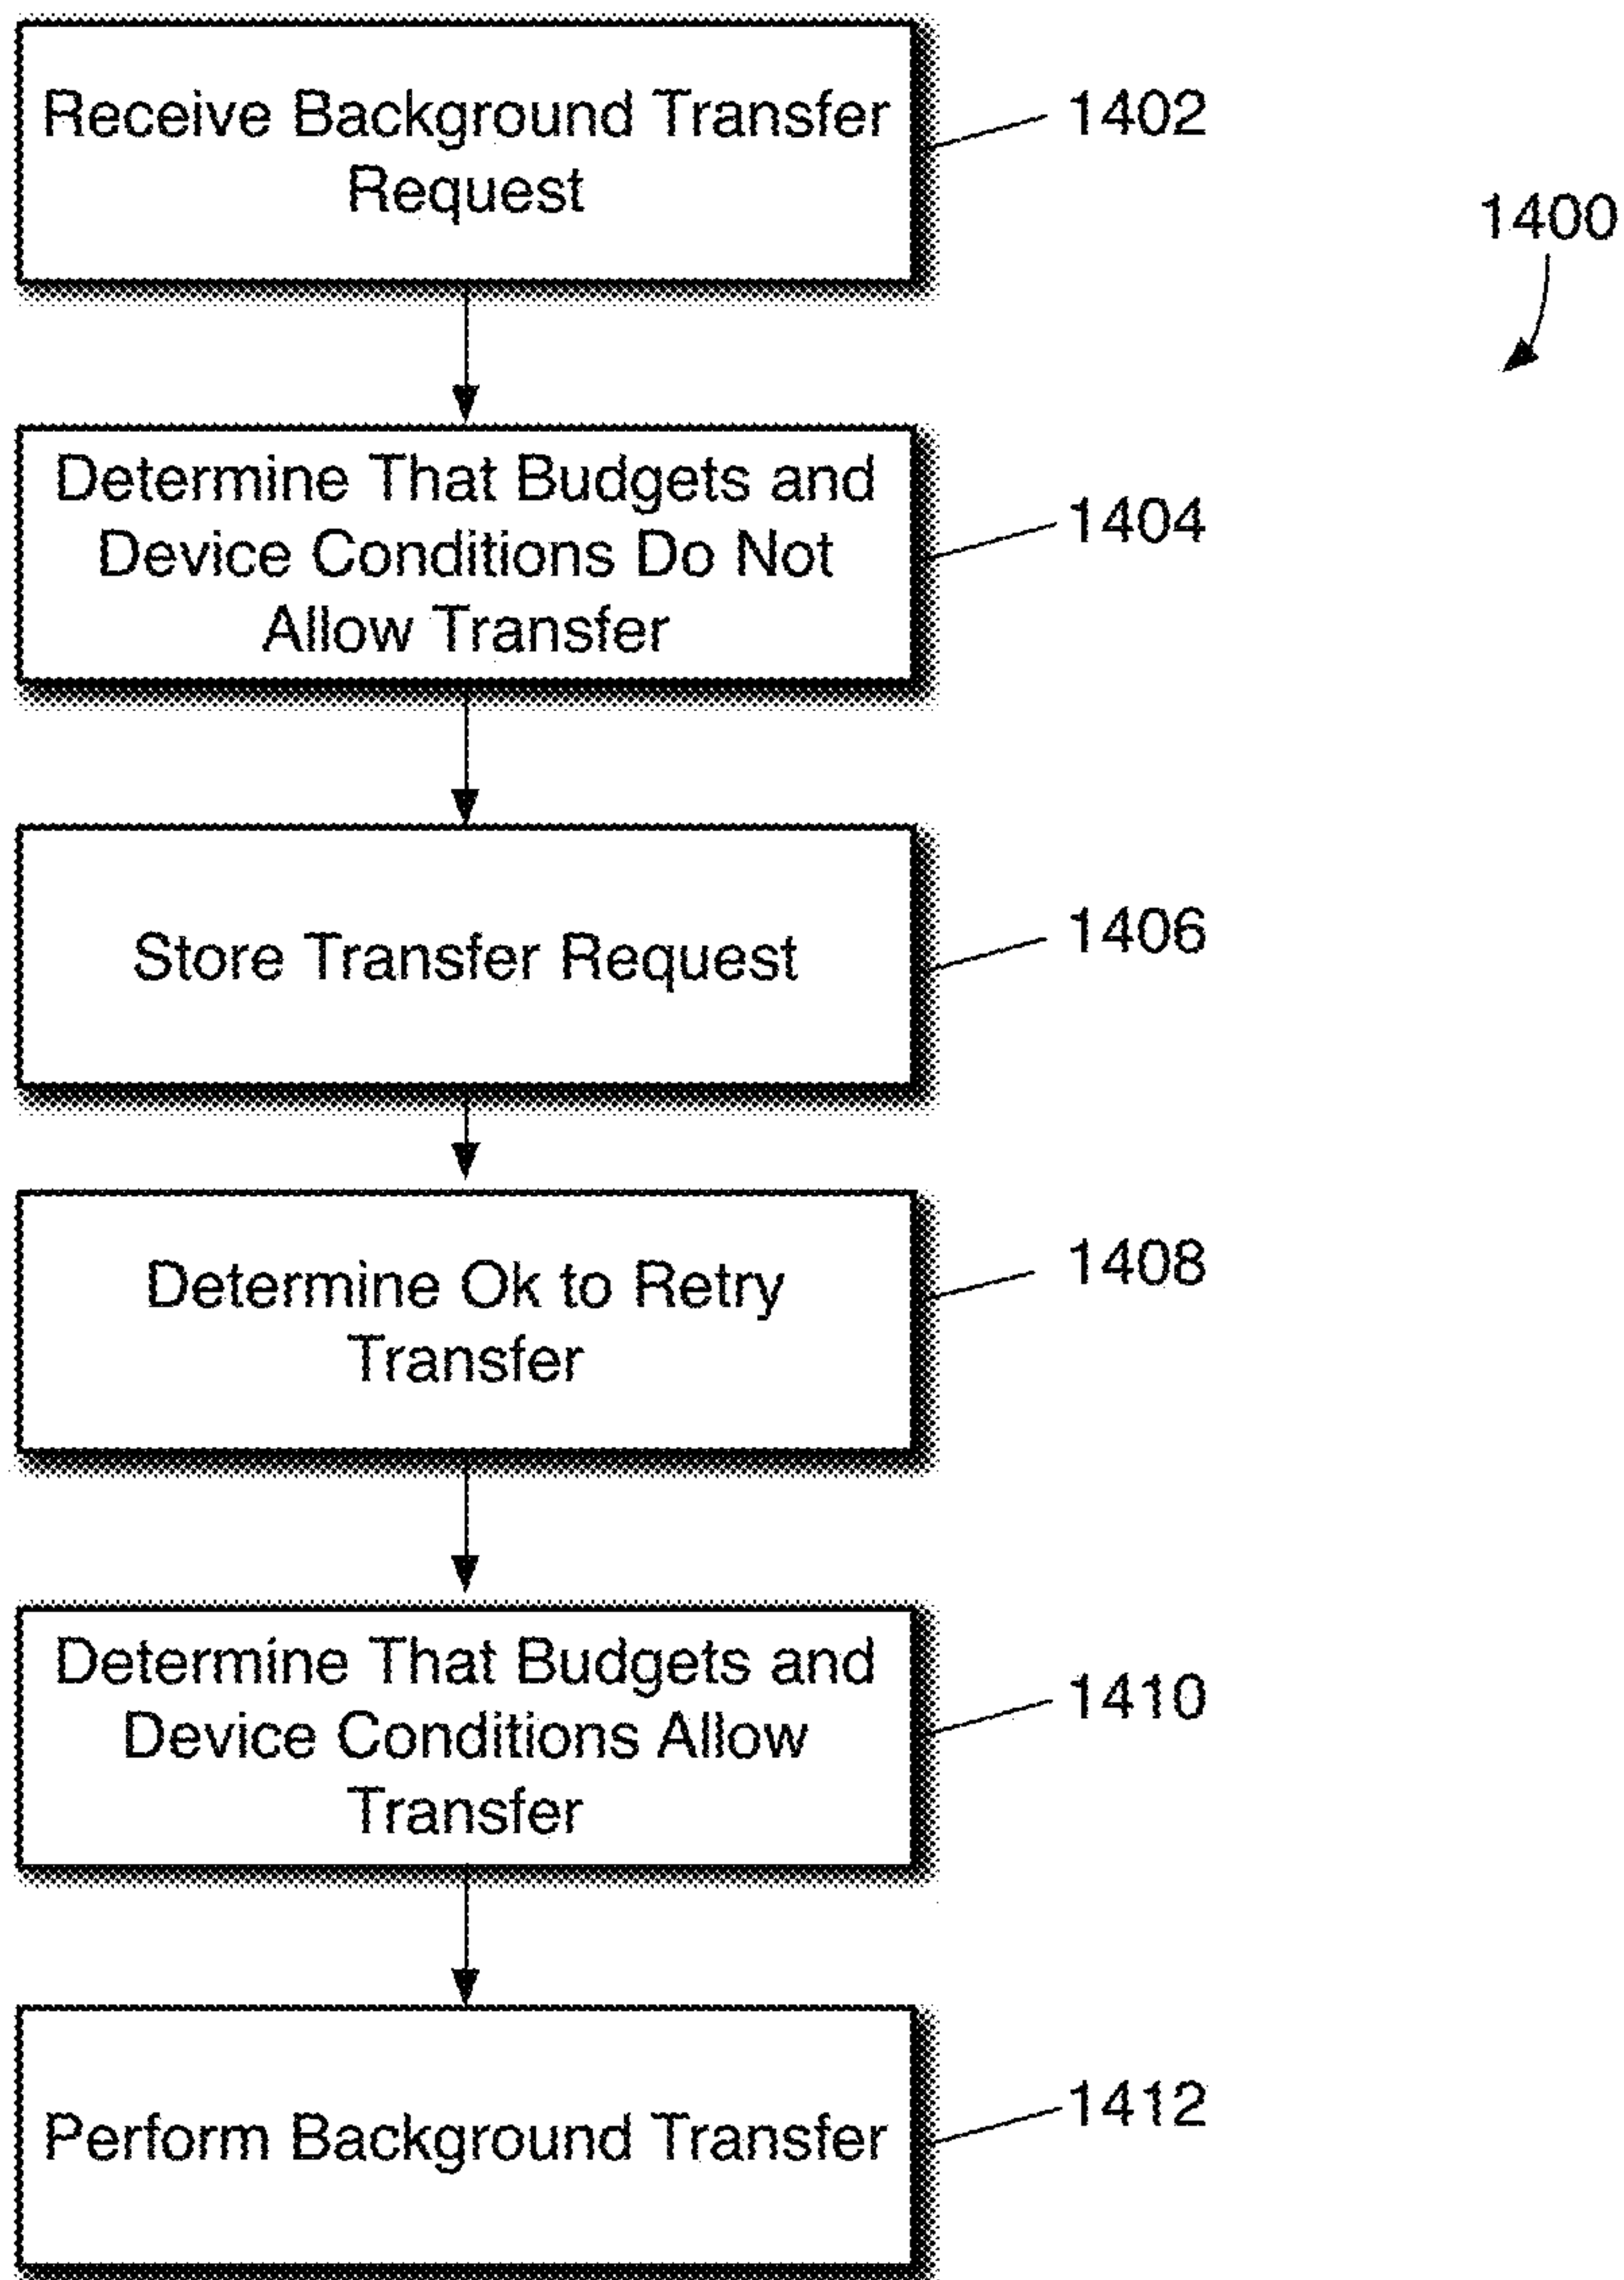 Receive Background Transfer
Request
1402
1400
Determine That Budgets and
Device Conditions Do Not
Allow Transfer
1404
Store Transfer Request
1406
Determine Ok to Retry
Transfer
1408
Determine That Budgets and
Device Conditions Allow
Transfer
1410
Perform Background Transfer
1412